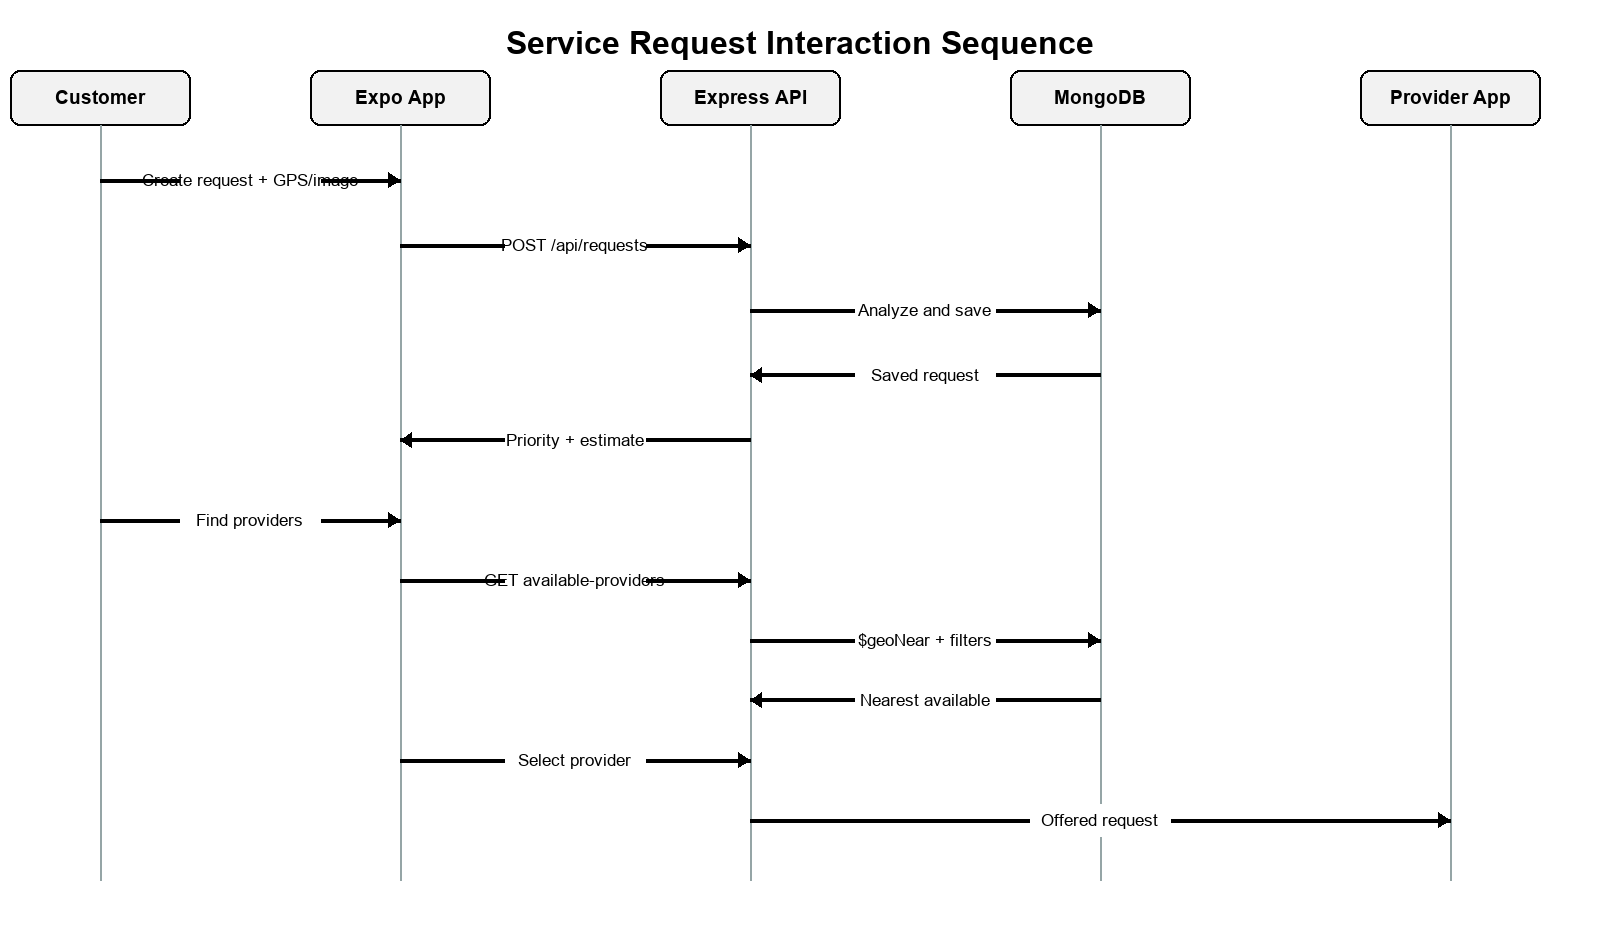 Service Request Interaction Sequence
Customer
Expo App
Express API
MongoDB
Provider App
Create request + GPS/image
POST /api/requests
Analyze and save
Saved request
Priority + estimate
Find providers
GET available-providers
$geoNear + filters
Nearest available
Select provider
Offered request